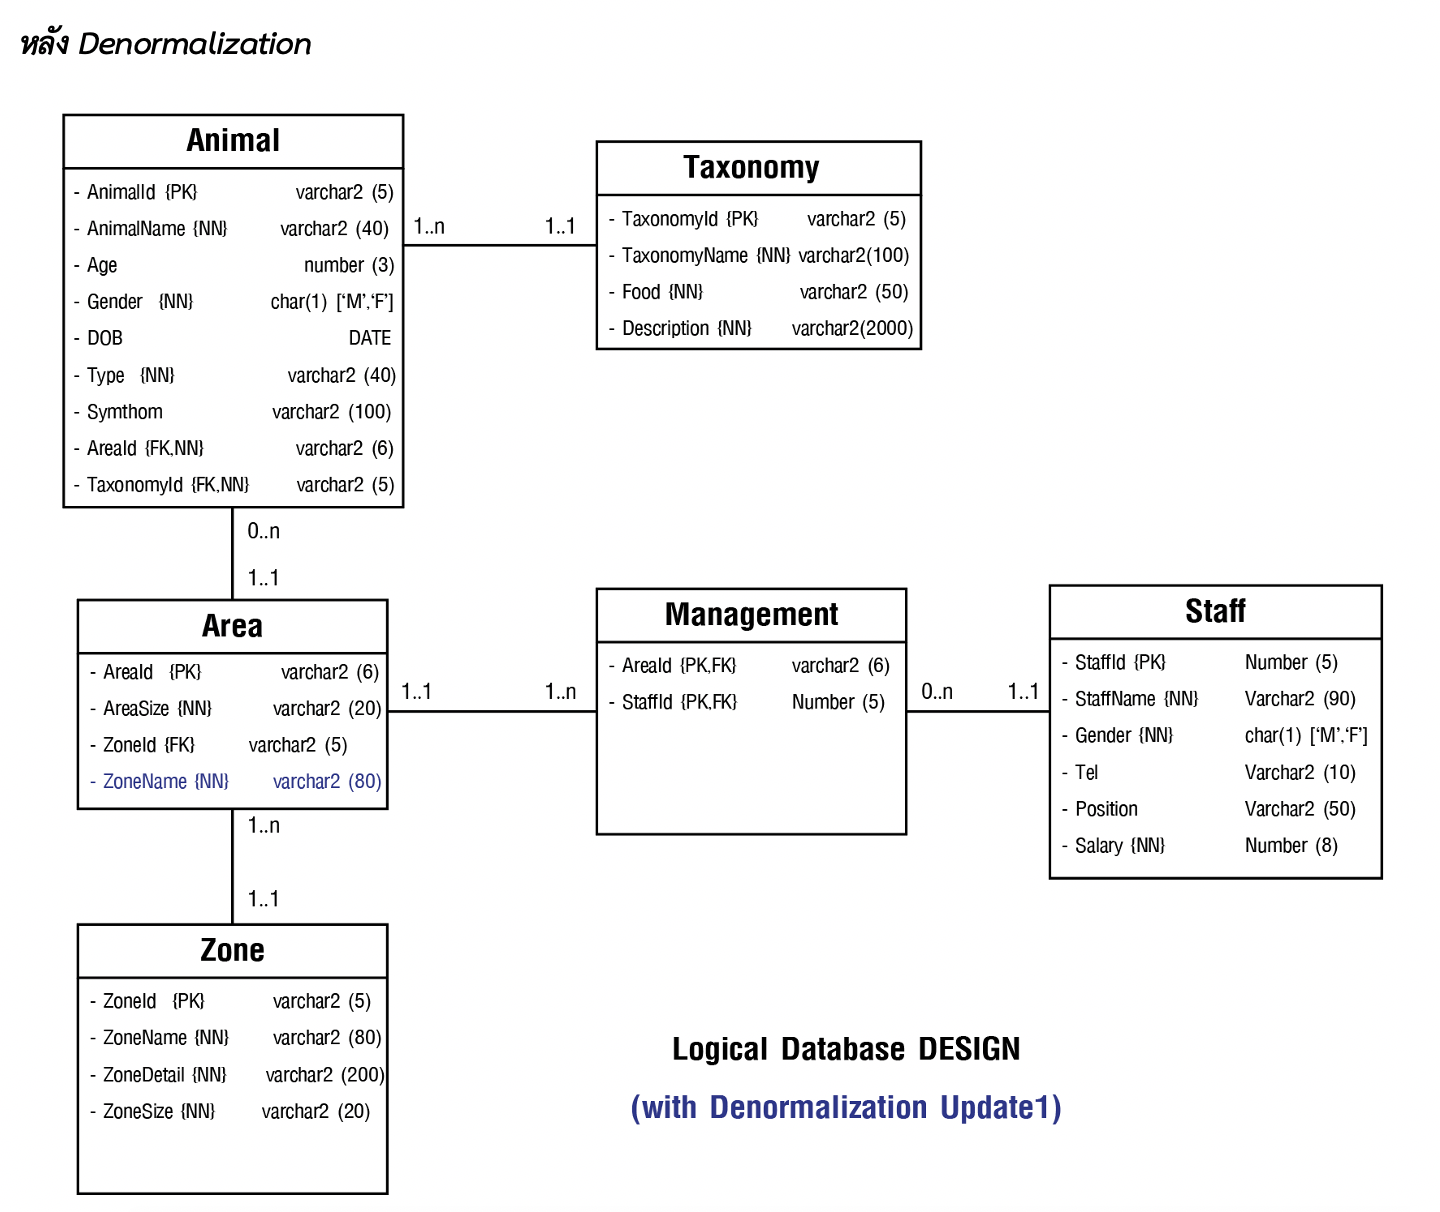 หลัง Denormalization
Animal
- AnimalId {PK} varchar2 (5)
- AnimalName {NN} varchar2 (40)
- Age number (3)
- Gender {NN} char(1) [‘M’,‘F’]
- DOB DATE
- Type {NN} varchar2 (40)
- Symthom varchar2 (100)
- AreaId {FK,NN} varchar2 (6)
- TaxonomyId {FK,NN} varchar2 (5)
1..n 1..1
Taxonomy
- TaxonomyId {PK} varchar2 (5)
- TaxonomyName {NN} varchar2(100)
- Food {NN} varchar2 (50)
- Description {NN} varchar2(2000)
0..n
1..1
Area
- AreaId {PK} varchar2 (6)
- AreaSize {NN} varchar2 (20)
- ZoneId {FK} varchar2 (5)
- ZoneName {NN} varchar2 (80)
1..1 1..n
Management
- AreaId {PK,FK} varchar2 (6)
- StaffId {PK,FK} Number (5)
0..n 1..1
Staff
- StaffId {PK} Number (5)
- StaffName {NN} Varchar2 (90)
- Gender {NN} char(1) [‘M’,‘F’]
- Tel Varchar2 (10)
- Position Varchar2 (50)
- Salary {NN} Number (8)
1..n
1..1
Zone
- ZoneId {PK} varchar2 (5)
- ZoneName {NN} varchar2 (80)
- ZoneDetail {NN} varchar2 (200)
- ZoneSize {NN} varchar2 (20)
Logical Database DESIGN
(with Denormalization Update1)